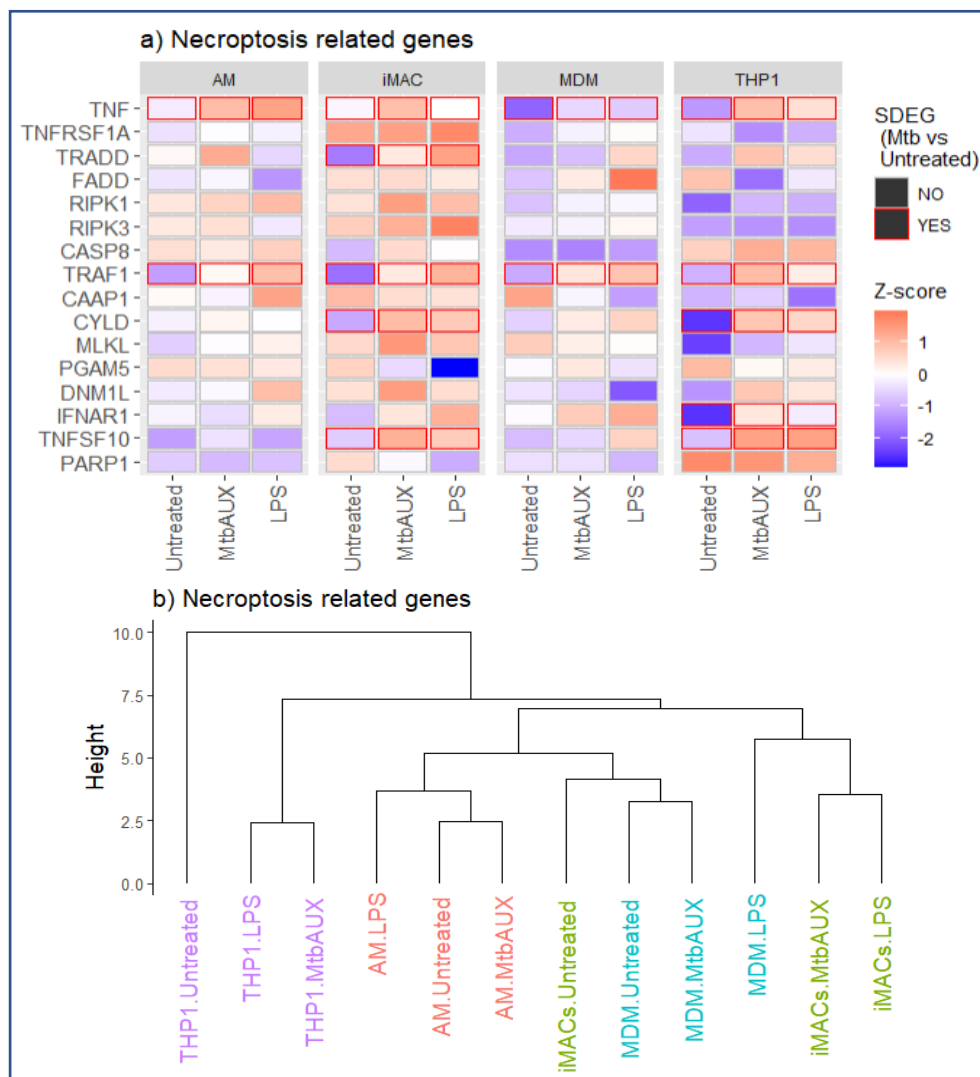 a) Necroptosis related genes
AM
iMAC
MDM
THP1
TNF
TNFRSF1A
TRADD
FADD
RIPK1
RIPK3
CASP8
TRAF1
CAAP1
CYLD
MLKL
PGAM5
DNM1L
IFNAR1
TNFSF10
PARP1
Untreated
MtbAUX
LPS
Untreated
MtbAUX
LPS
Untreated
MtbAUX
LPS
Untreated
MtbAUX
LPS
SDEG
(Mtb vs
Untreated)
NO
YES
Z-score
1
0
-1
-2
b) Necroptosis related genes
Height
10.0
7.5
5.0
2.5
0.0
THP1.Untreated
THP1.LPS
THP1.MtbAUX
AM.LPS
AM.Untreated
AM.MtbAUX
iMACs.Untreated
MDM.Untreated
MDM.MtbAUX
MDM.LPS
iMACs.MtbAUX
iMACs.LPS